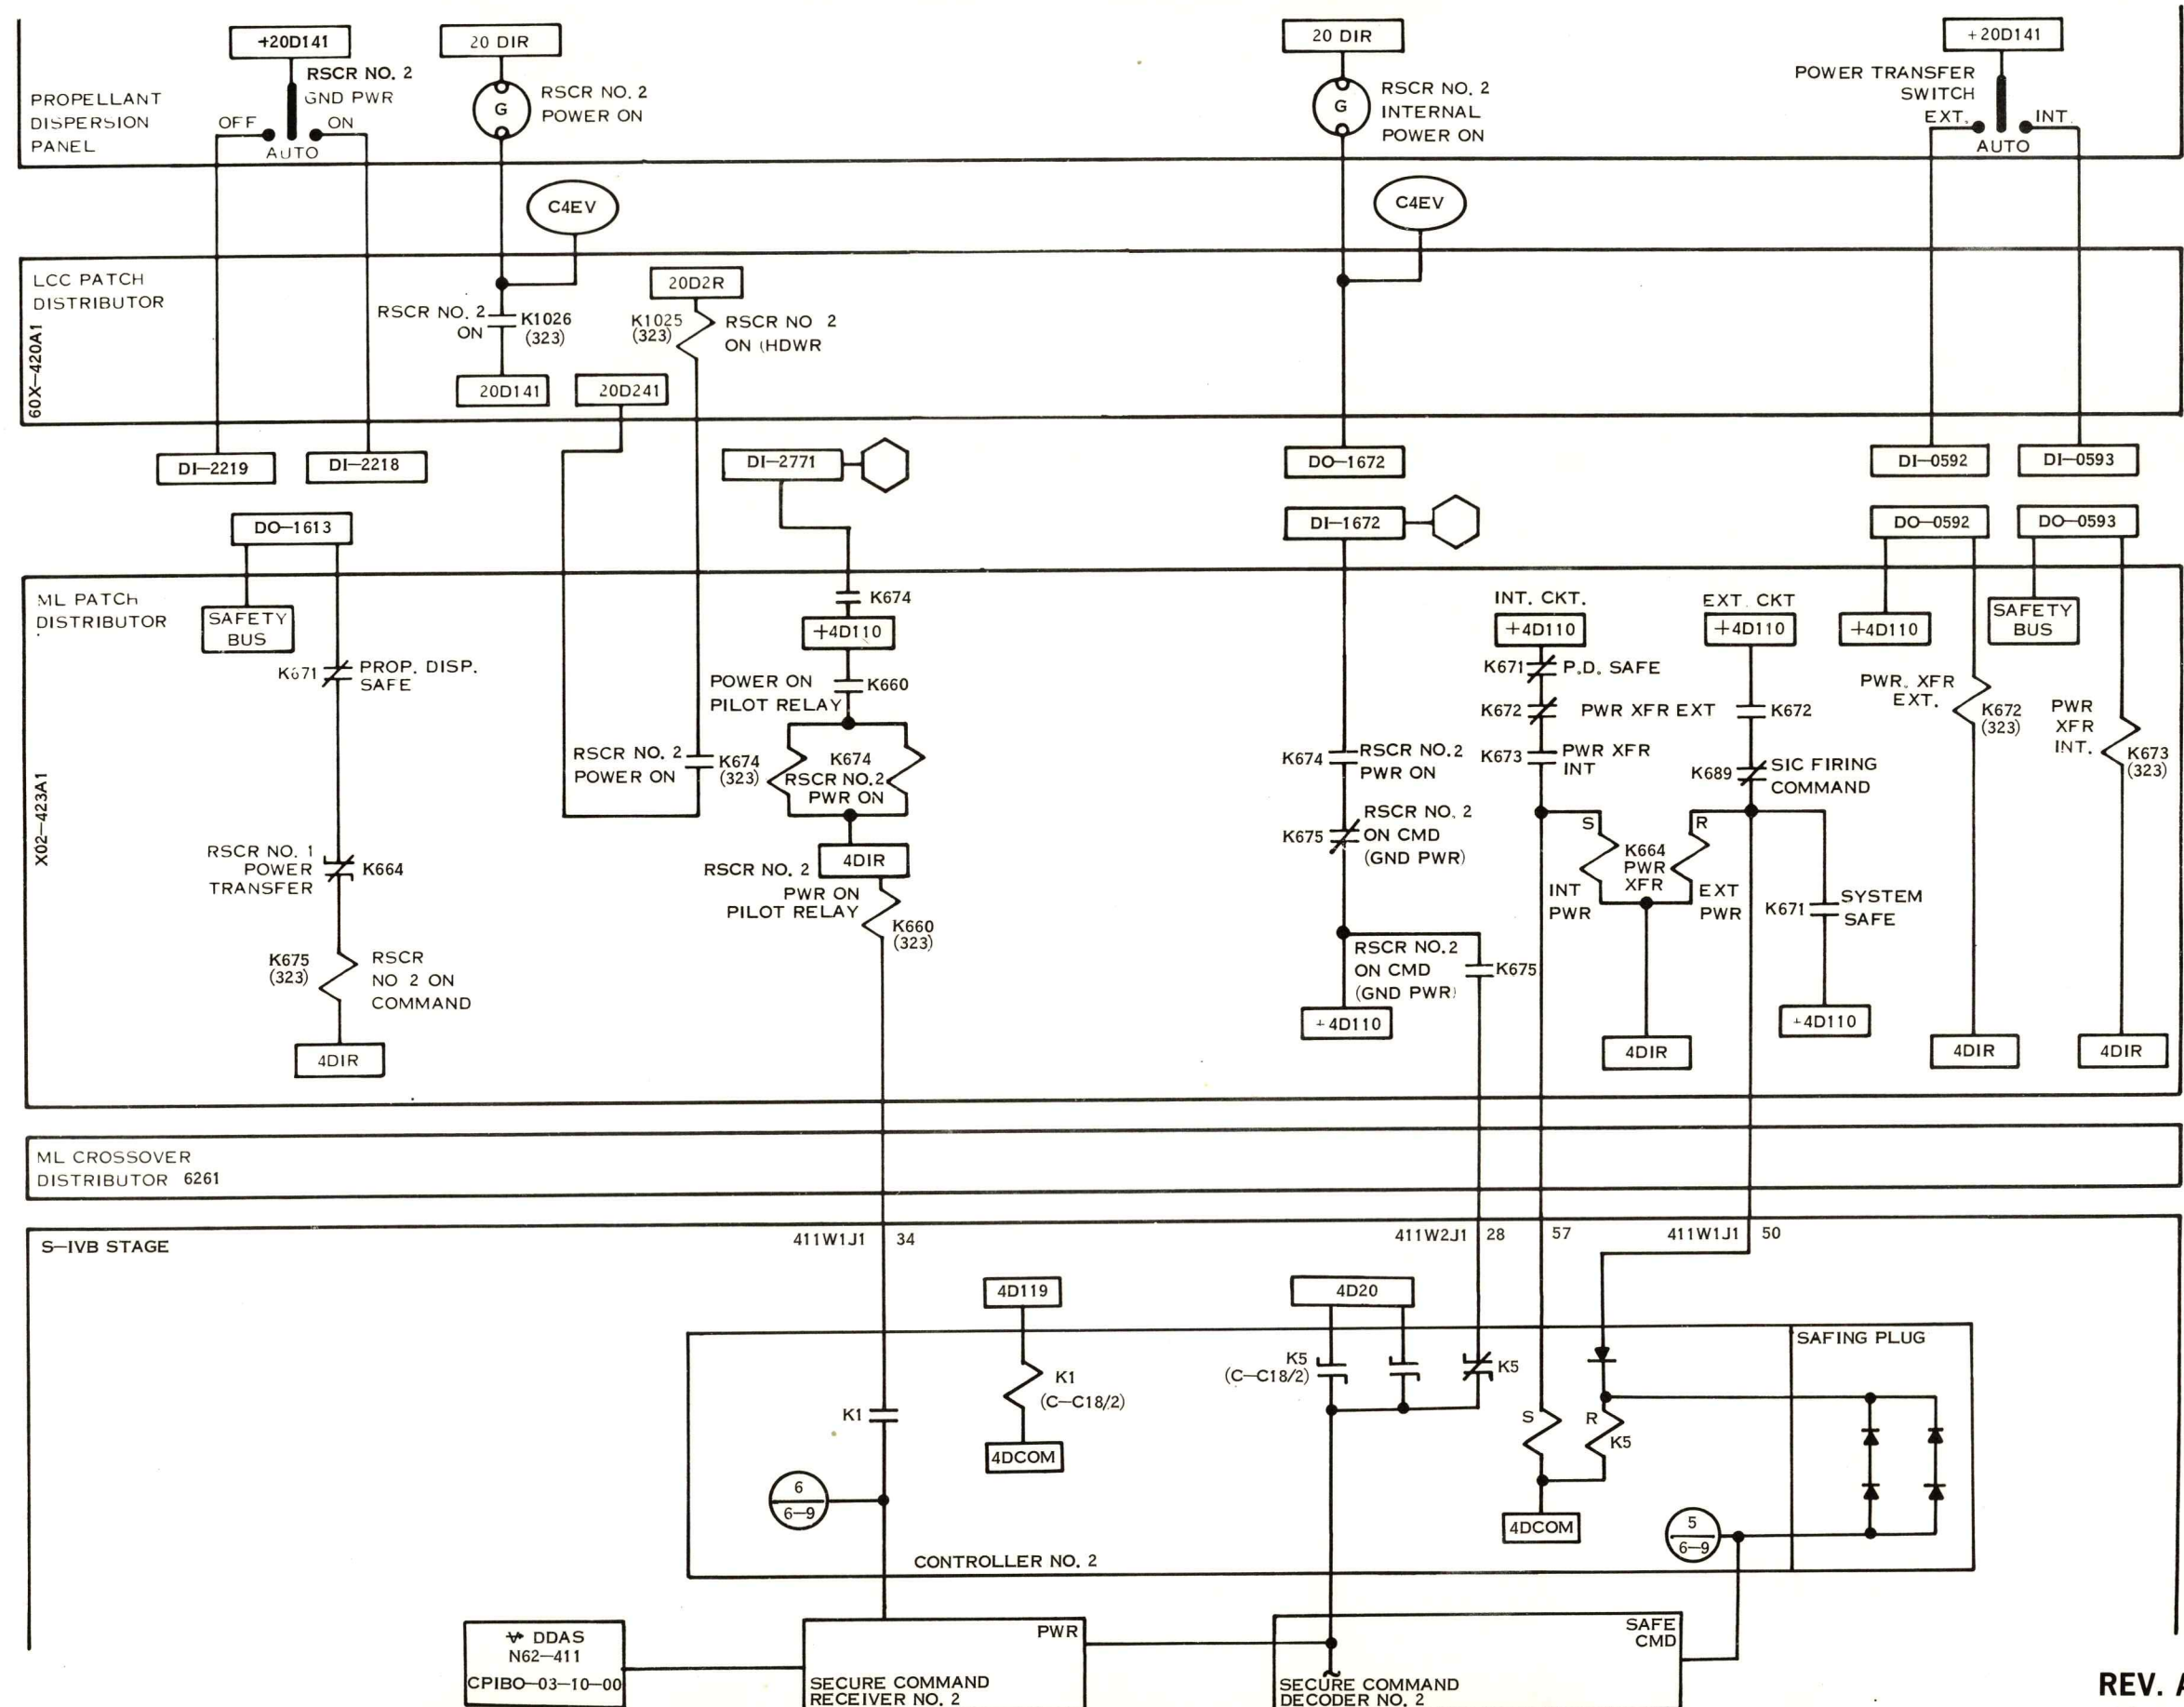 +20D141
RSCR NO. 2
GND PWR
OFF
ON
AUTO
PROPELLANT
DISPERSION
PANEL
20 DIR
G
RSCR NO. 2
POWER ON
20 DIR
G
RSCR NO. 2
INTERNAL
POWER ON
+20D141
POWER TRANSFER
SWITCH
EXT.
INT.
AUTO
C4EV
C4EV
LCC PATCH
DISTRIBUTOR
60X-420A1
RSCR NO. 2
ON
K1026
(323)
20D141
20D2R
K1025
(323)
RSCR NO 2
ON (HDWR
20D241
DI-2219
DI-2218
DI-2771
DO-1672
DI-0592
DI-0593
DO-1613
DI-1672
DO-0592
DO-0593
ML PATCH
DISTRIBUTOR
X02-423A1
SAFETY
BUS
K671
PROP. DISP.
SAFE
RSCR NO. 1
POWER
TRANSFER
K664
K675
(323)
RSCR
NO 2 ON
COMMAND
4DIR
K674
+4D110
POWER ON
PILOT RELAY
K660
RSCR NO. 2
POWER ON
K674
(323)
K674
RSCR NO.2
PWR ON
4DIR
RSCR NO. 2
PWR ON
PILOT RELAY
K660
(323)
K674
RSCR NO.2
PWR ON
K675
RSCR NO. 2
ON CMD
(GND PWR)
RSCR NO.2
ON CMD
(GND PWR)
K675
+4D110
INT. CKT.
+4D110
K671
P.D. SAFE
K672
PWR XFR EXT
K673
PWR XFR
INT
EXT. CKT
+4D110
K672
K689
SIC FIRING
COMMAND
S
R
K664
PWR
XFR
INT
PWR
EXT
PWR
4DIR
K671
SYSTEM
SAFE
+4D110
+4D110
SAFETY
BUS
PWR. XFR
EXT.
K672
(323)
PWR
XFR
INT.
K673
(323)
4DIR
4DIR
ML CROSSOVER
DISTRIBUTOR 6261
S-IVB STAGE
411W1J1 34
411W2J1 28
57
411W1J1 50
4D119
K1
(C-C18/2)
4DCOM
K1
6
6-9
4D20
K5
(C-C18/2)
K5
S
R
K5
4DCOM
SAFING PLUG
5
6-9
CONTROLLER NO. 2
DDAS
N62-411
CPIBO-03-10-00
PWR
SECURE COMMAND
RECEIVER NO. 2
SAFE
CMD
SECURE COMMAND
DECODER NO. 2
REV.